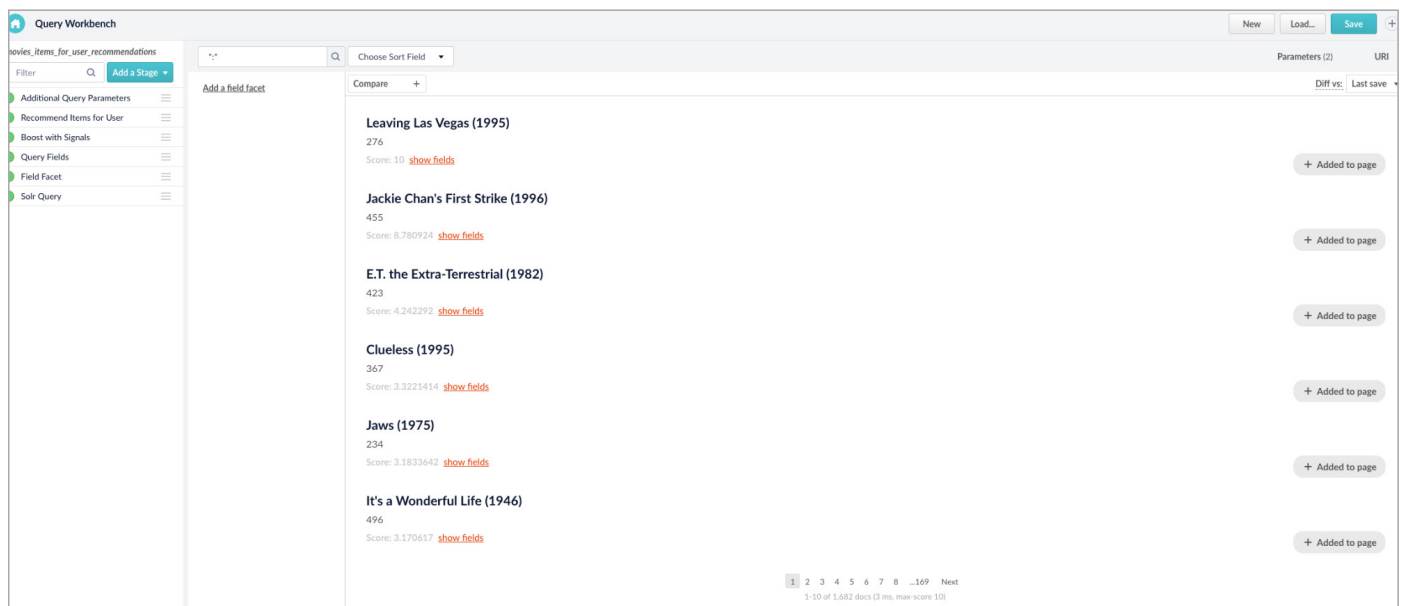 Query Workbench
New
Load...
Save
movies_items_for_user_recommendations
Filter
Add a Stage
Additional Query Parameters
Recommend Items for User
Boost with Signals
Query Fields
Field Facet
Solr Query
*:*
Choose Sort Field
Parameters (2)
URI
Add a field facet
Compare +
Diff vs: Last save
Leaving Las Vegas (1995)
276
Score: 10 show fields
+ Added to page
Jackie Chan's First Strike (1996)
455
Score: 8.780924 show fields
+ Added to page
E.T. the Extra-Terrestrial (1982)
423
Score: 4.242292 show fields
+ Added to page
Clueless (1995)
367
Score: 3.3221414 show fields
+ Added to page
Jaws (1975)
234
Score: 3.1833642 show fields
+ Added to page
It's a Wonderful Life (1946)
496
Score: 3.170617 show fields
+ Added to page
1 2 3 4 5 6 7 8 ...169 Next
1-10 of 1,682 docs (3 ms, max-score 10)